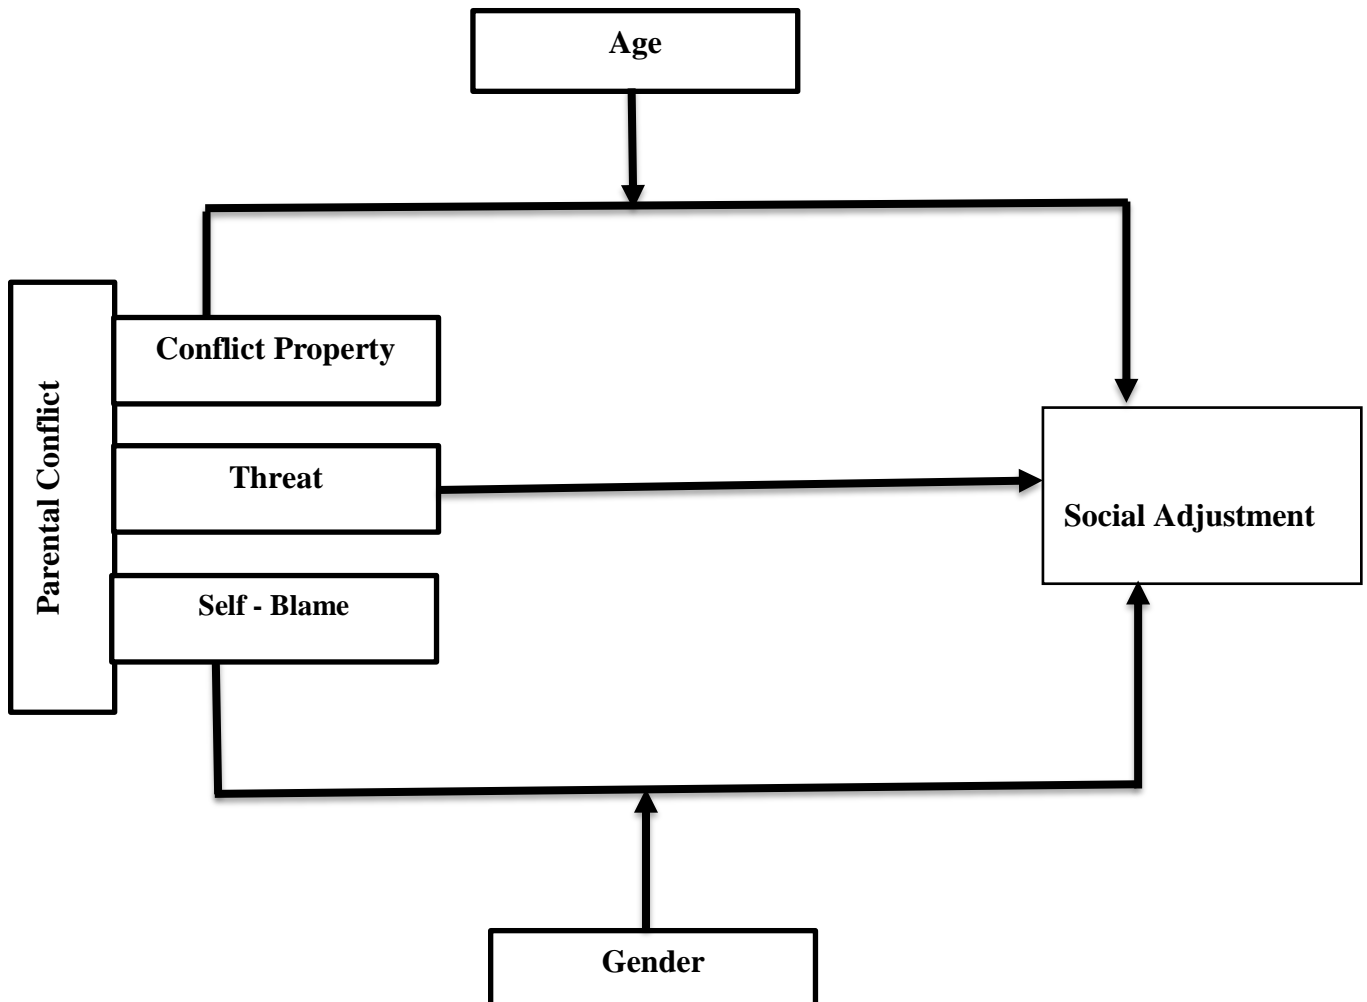 Age
Parental Conflict
Conflict Property
Threat
Self - Blame
Social Adjustment
Gender